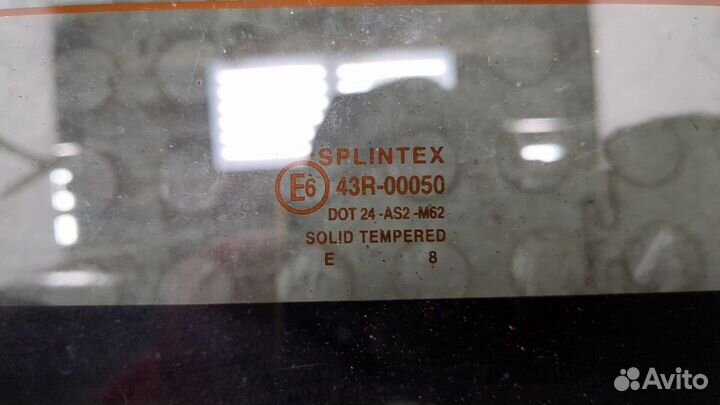 SPLINTEX
E6 43R-00050
DOT 24-AS2-M62
SOLID TEMPERED
E 8
Avito